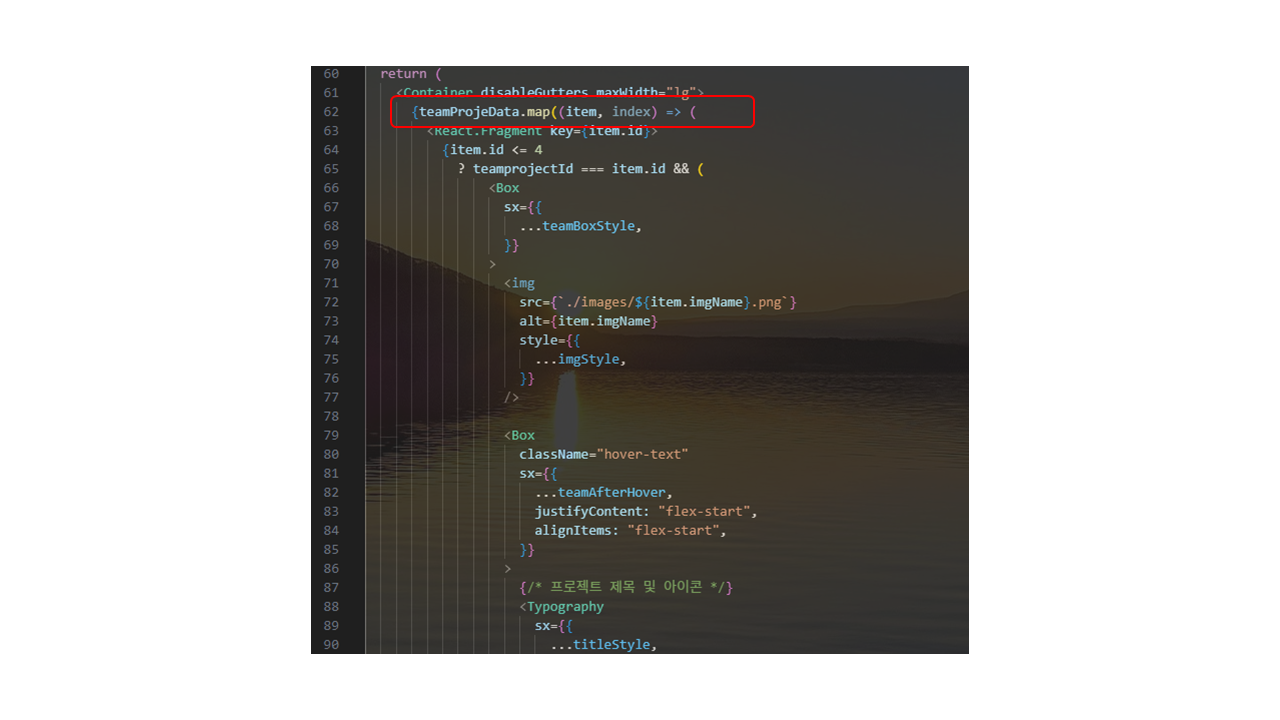 60 return (
61 <Container disableGutters maxWidth="lg">
62 {teamProjeData.map((item, index) => (
63 <React.Fragment key={item.id}>
64 {item.id <= 4
65 ? teamprojectId === item.id && (
66 <Box
67 sx={{
68 ...teamBoxStyle,
69 }}
70 >
71 <img
72 src={`./images/${item.imgName}.png`}
73 alt={item.imgName}
74 style={{
75 ...imgStyle,
76 }}
77 />
78
79 <Box
80 className="hover-text"
81 sx={{
82 ...teamAfterHover,
83 justifyContent: "flex-start",
84 alignItems: "flex-start",
85 }}
86 >
87 {/* 프로젝트 제목 및 아이콘 */}
88 <Typography
89 sx={{
90 ...titleStyle,